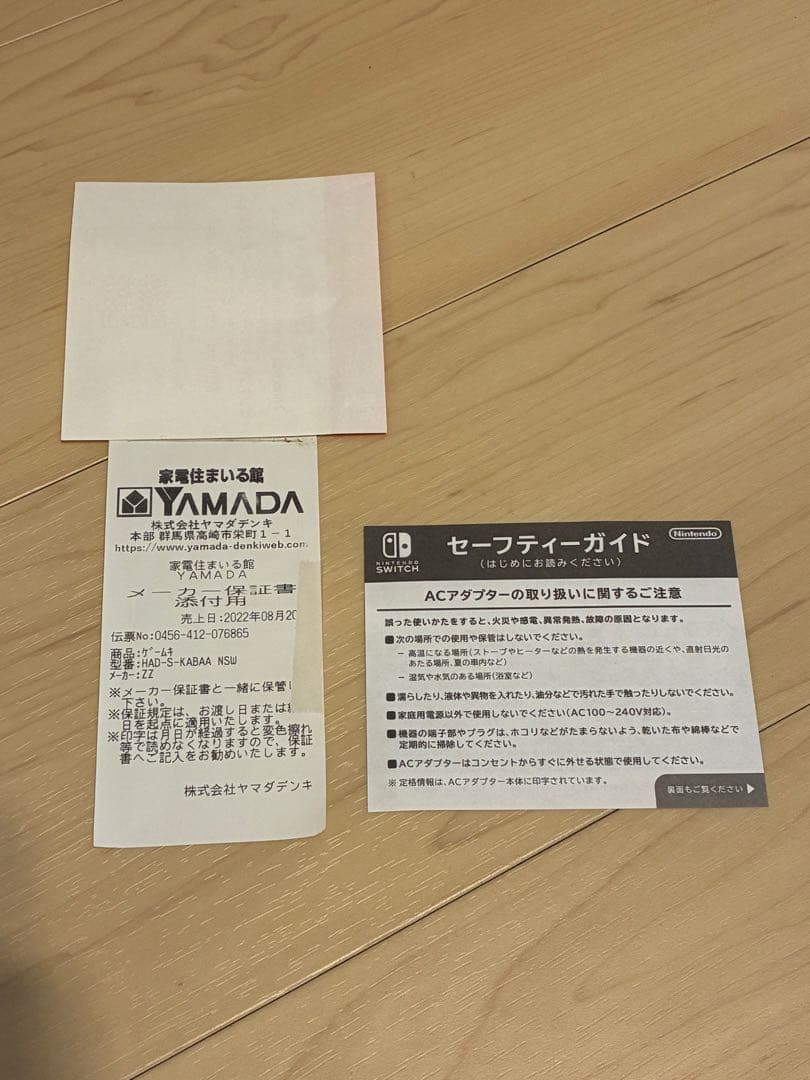 家電住まいる館
YAMADA
株式会社ヤマダデンキ
本部 群馬県高崎市栄町1-1
https://www.yamada-denkiweb.com
家電住まいる館
YAMADA
メーカー保証書
添付用
売上日:2022年08月20
伝票No:0456-412-076865
商品:ゲームキ
型番:HAD-S-KABAA NSW
メーカー:ZZ
※メーカー保証書と一緒に保管し
下さい。
※保証規定は、お渡し日または
日を起点に適用いたします。
※印字は月日が経過すると変色擦れ
等で読めなくなりますので、保証
書へご記入をお勧めいたします。
株式会社ヤマダデンキ
NINTENDO
SWITCH
セーフティーガイド
(はじめにお読みください)
Nintendo
ACアダプターの取り扱いに関するご注意
誤った使いかたをすると、火災や感電、異常発熱、故障の原因となります。
■次の場所での使用や保管はしないでください。
– 高温になる場所(ストーブやヒーターなどの熱を発生する機器の近くや、直射日光の
あたる場所、夏の車内など)
– 湿気や水気のある場所(浴室など)
■濡らしたり、液体や異物を入れたり、油分などで汚れた手で触ったりしないでください。
■家庭用電源以外で使用しないでください(AC100～240V対応)。
■機器の端子部やプラグは、ホコリなどがたまらないよう、乾いた布や綿棒などで
定期的に掃除してください。
■ACアダプターはコンセントからすぐに外せる状態で使用してください。
※ 定格情報は、ACアダプター本体に印字されています。
裏面もご覧ください ▶